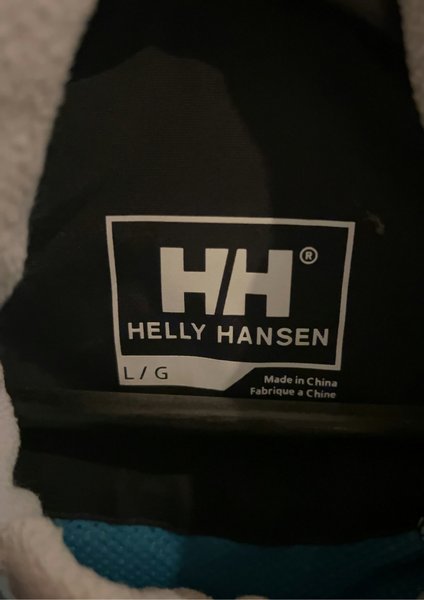 HH®
HELLY HANSEN
L / G
Made in China
Fabrique a Chine